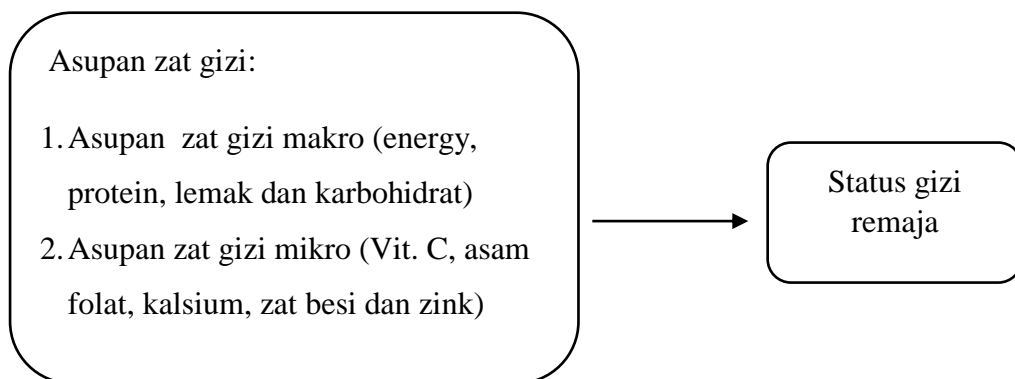 Asupan zat gizi:
1. Asupan zat gizi makro (energy,
protein, lemak dan karbohidrat)
2. Asupan zat gizi mikro (Vit. C, asam
folat, kalsium, zat besi dan zink)
Status gizi
remaja